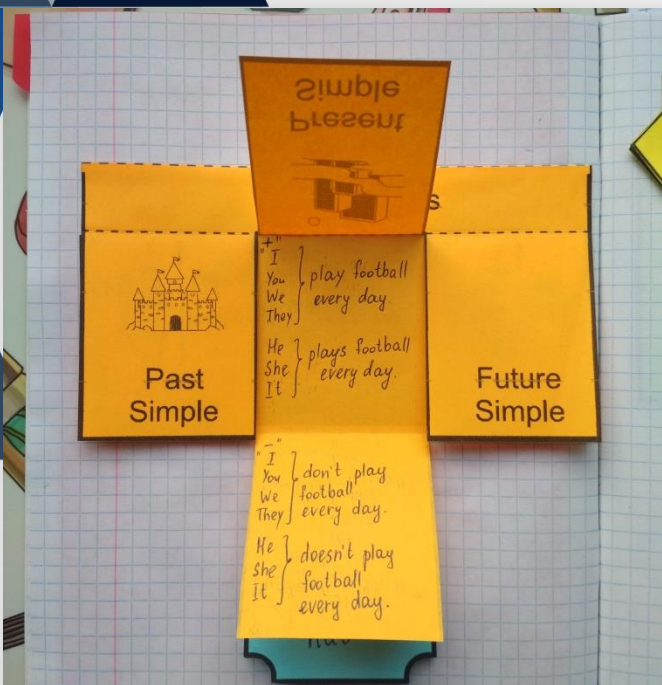 Simple
Present
s
Past
Simple
"+"
I
You
We
They
play football
every day.
He
She
It
plays football
every day.
Future
Simple
"-"
I
You
We
They
don't play
football
every day.
He
She
It
doesn't play
football
every day.